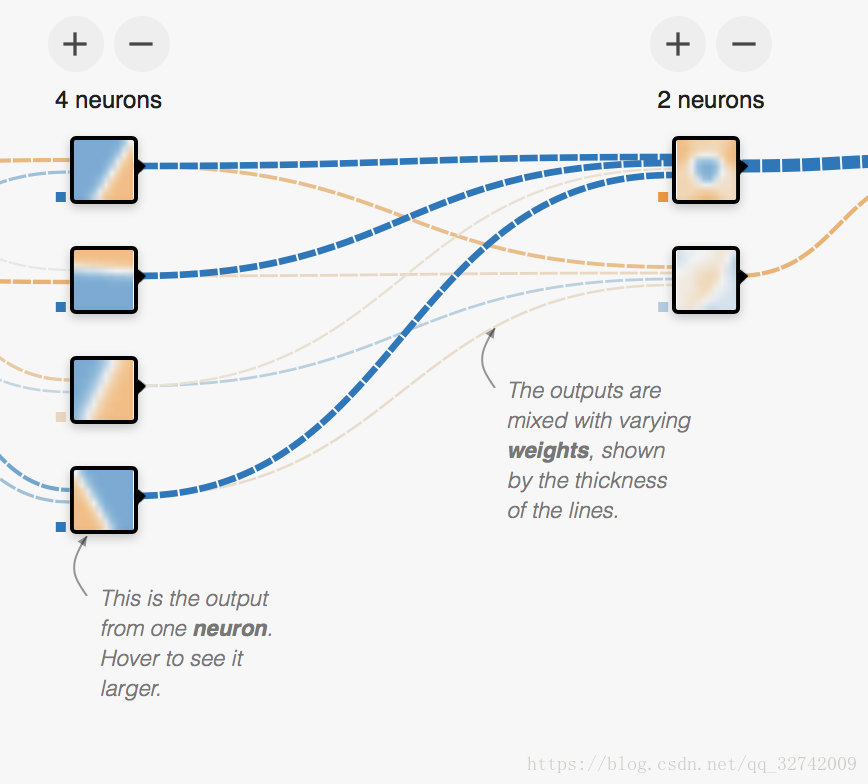 4 neurons
2 neurons
The outputs are
mixed with varying
weights, shown
by the thickness
of the lines.
This is the output
from one neuron.
Hover to see it
larger.
https://blog.csdn.net/qq_32742009